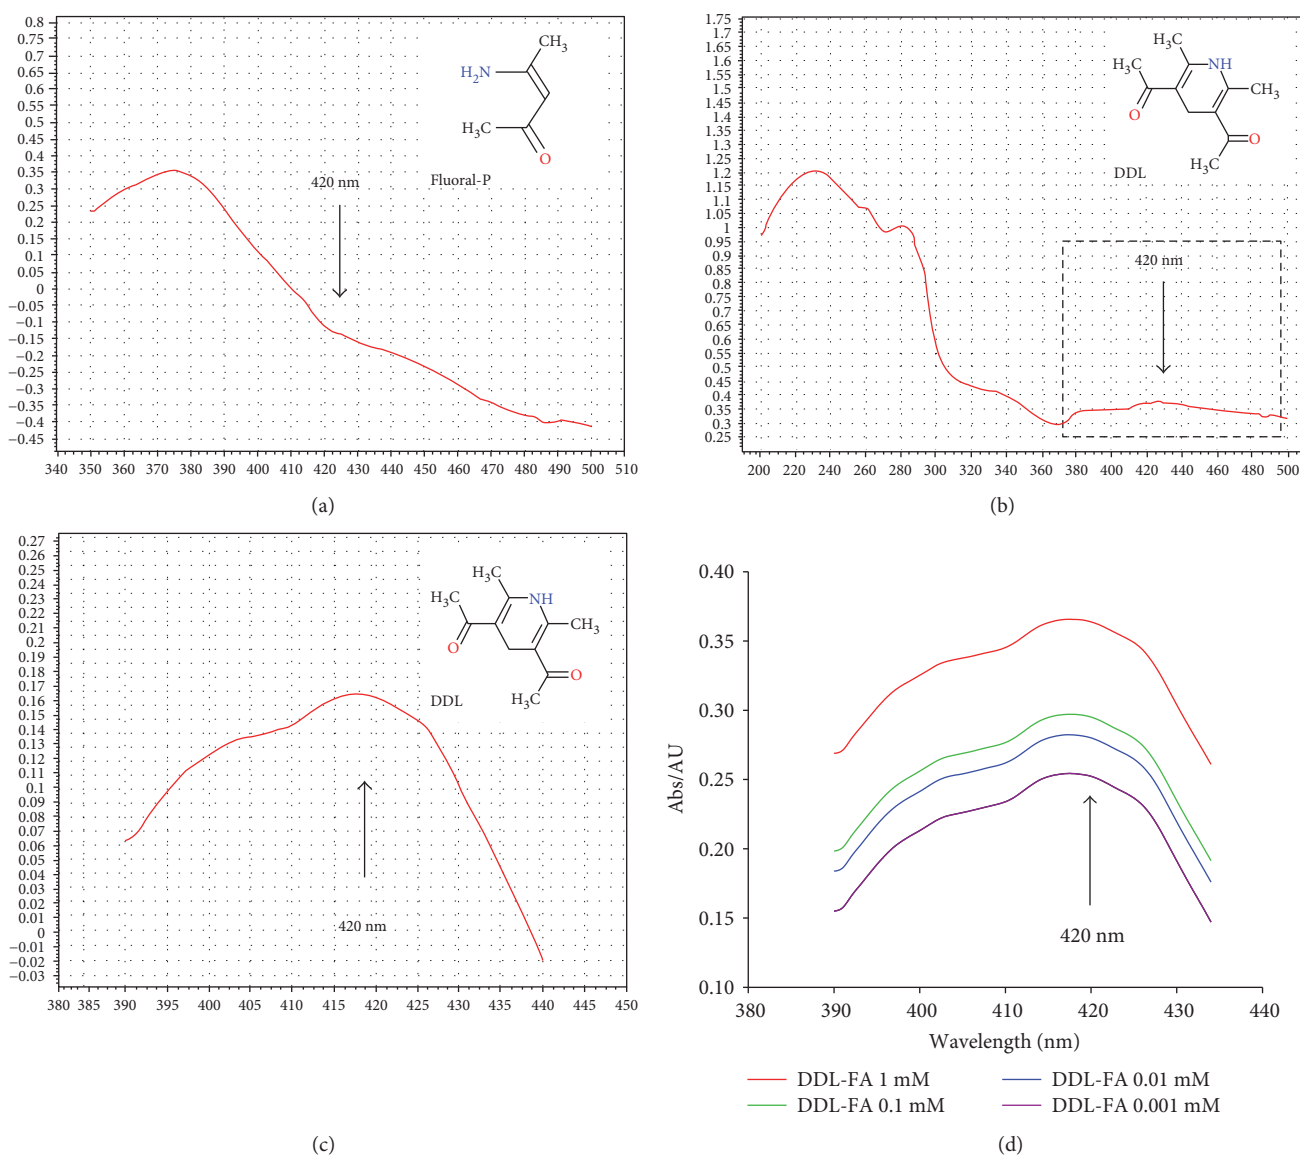 0.8
0.75
0.7
0.65
0.6
0.55
0.5
0.45
0.4
0.35
0.3
0.25
0.2
0.15
0.1
0.05
0
−0.05
−0.1
−0.15
−0.2
−0.25
−0.3
−0.35
−0.4
−0.45
CH3
H2N
H3C
O
Fluoral-P
420 nm
340 350 360 370 380 390 400 410 420 430 440 450 460 470 480 490 500 510
(a)
1.75
1.7
1.65
1.6
1.55
1.5
1.45
1.4
1.35
1.3
1.25
1.2
1.15
1.1
1.05
1
0.95
0.9
0.85
0.8
0.75
0.7
0.65
0.6
0.55
0.5
0.45
0.4
0.35
0.3
0.25
H3C
H3C
NH
CH3
O
O
H3C
DDL
420 nm
200 220 240 260 280 300 320 340 360 380 400 430 440 460 480 500
(b)
0.27
0.26
0.25
0.24
0.23
0.22
0.21
0.2
0.19
0.18
0.17
0.16
0.15
0.14
0.13
0.12
0.11
0.1
0.09
0.08
0.07
0.06
0.05
0.04
0.03
0.02
0.01
0
−0.01
−0.02
−0.03
H3C
H3C
NH
CH3
O
O
H3C
DDL
420 nm
380 385 390 395 400 405 410 415 420 425 430 435 440 445 450
(c)
0.40
0.35
0.30
0.25
0.20
0.15
0.10
Abs/AU
420 nm
380 390 400 410 420 430 440
Wavelength (nm)
DDL-FA 1 mM
DDL-FA 0.1 mM
DDL-FA 0.01 mM
DDL-FA 0.001 mM
(d)